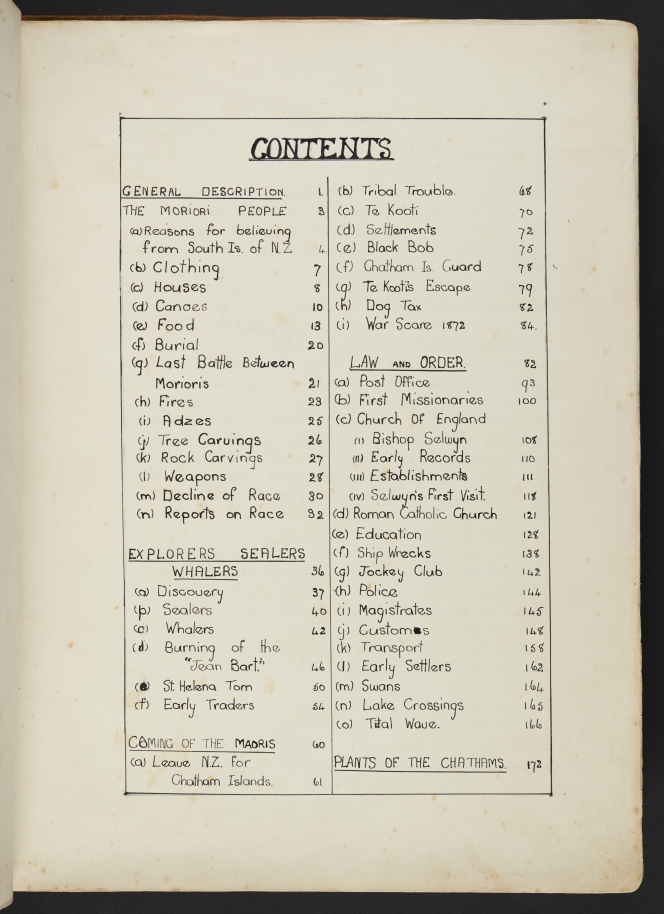 CONTENTS
GENERAL DESCRIPTION. 1.
THE MORIORI PEOPLE 3
(a) Reasons for believing
from South Is. of N.Z 4
(b) Clothing 7
(c) Houses 8
(d) Canoes 10
(e) Food 13
(f) Burial 20
(g) Last Battle Between
Morioris 21
(h) Fires 23
(i) Adzes 25
(j) Tree Carvings 26
(k) Rock Carvings 27
(l) Weapons 28
(m) Decline of Race 30
(n) Reports on Race 32
EXPLORERS SEALERS
WHALERS 36
(a) Discovery 37
(b) Sealers 40
(c) Whalers 42
(d) Burning of the
"Jean Bart." 46
(e) St Helena Tom 50
(f) Early Traders 54
COMING OF THE MAORIS 60
(a) Leave N.Z. for
Chatham Islands. 61.
(b) Tribal Trouble. 68
(c) Te Kooti 70
(d) Settlements 72
(e) Black Bob 75
(f) Chatham Is. Guard 78
(g) Te Kooti's Escape 79
(h) Dog Tax 82
(i) War Scare 1872 84.
LAW AND ORDER. 82
(a) Post Office 93
(b) First Missionaries 100
(c) Church Of England
(I) Bishop Selwyn 108
(II) Early Records 110
(III) Establishments 111
(IV) Selwyn's First Visit. 118
(d) Roman Catholic Church 121
(e) Education 128
(f) Ship Wrecks 138
(g) Jockey Club 142
(h) Police 144
(i) Magistrates 145
(j) Customs 148
(k) Transport 158
(l) Early Settlers 162
(m) Swans 164
(n) Lake Crossings 165
(o) Tital Wave. 166
PLANTS OF THE CHATHAMS. 172